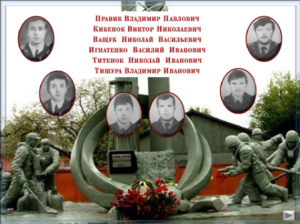 Правик Владимир Павлович
Кибенок Виктор Николаевич
Ващук Николай Васильевич
Игнатенко Василий Иванович
Титенок Николай Иванович
Тишура Владимир Иванович